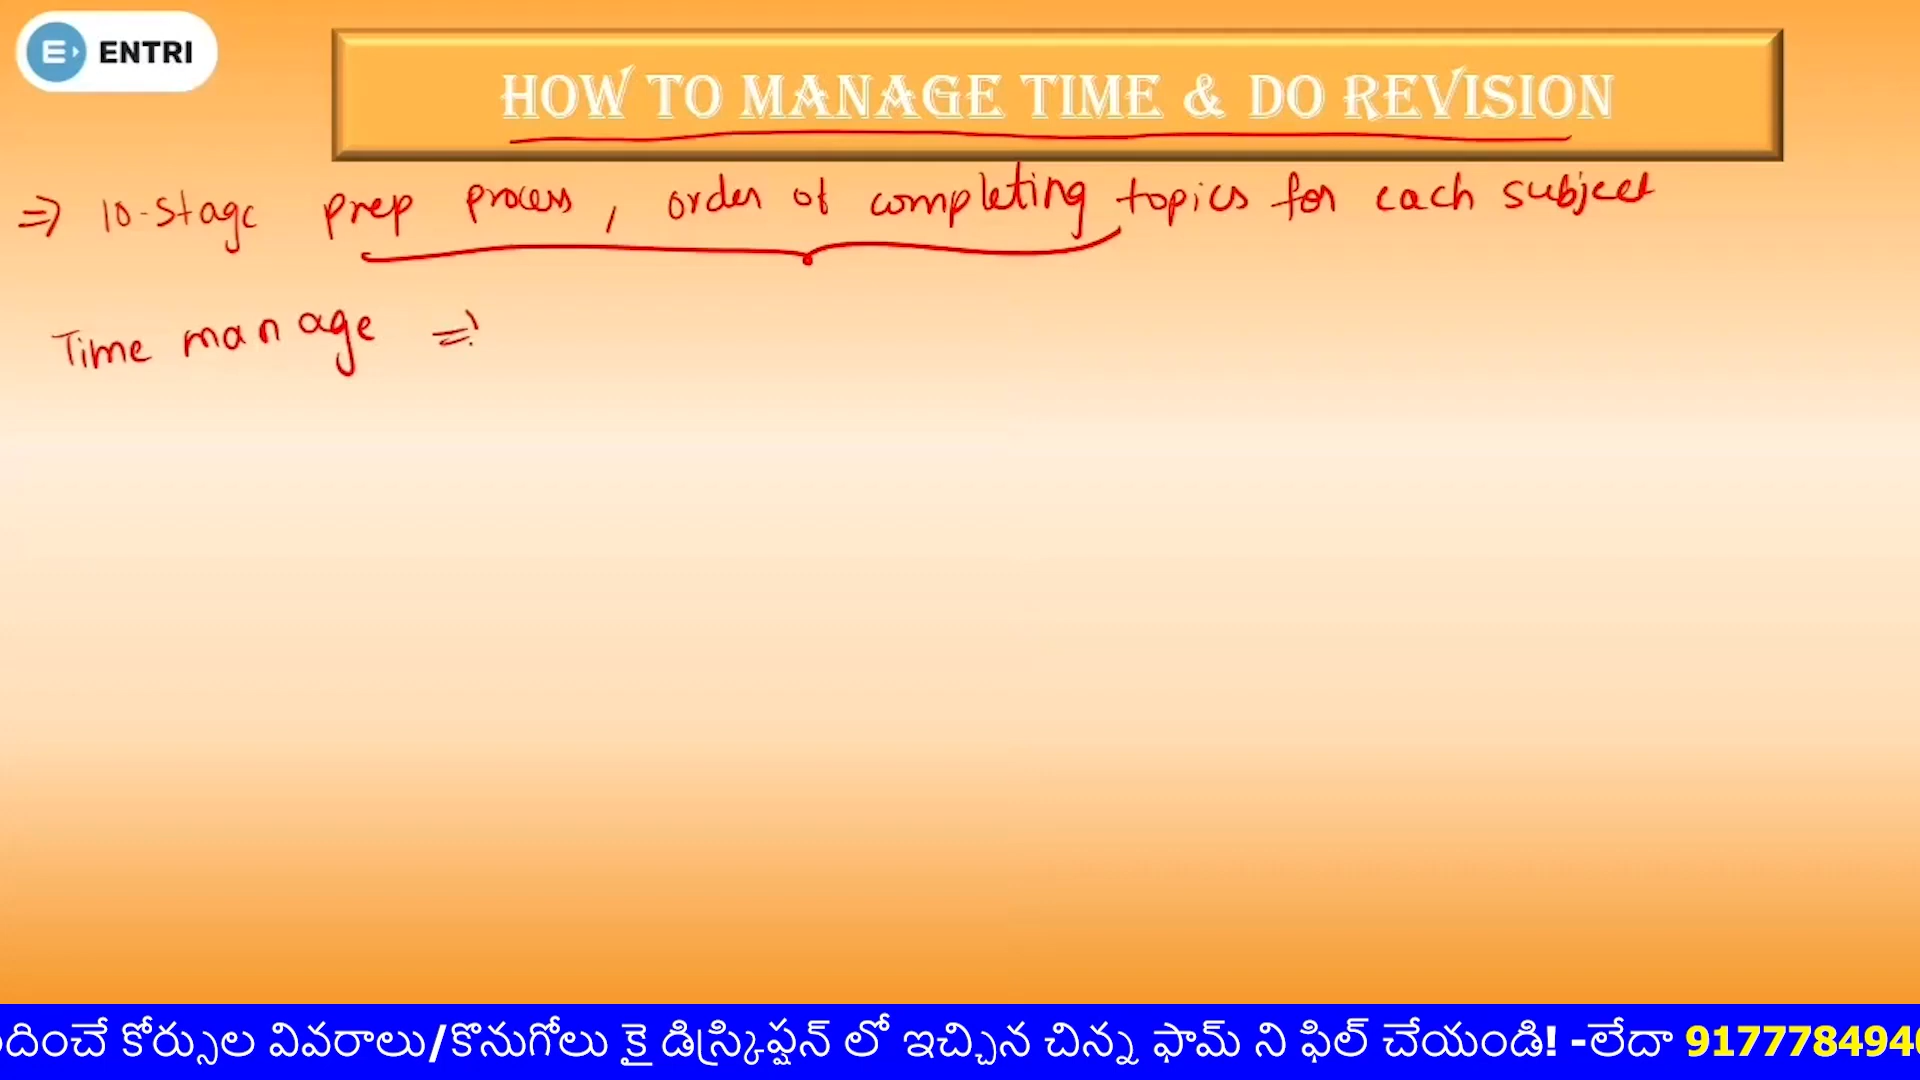 ENTRI
HOW TO MANAGE TIME & DO REVISION
=> 10-stage prep process, order of completing topics for each subject
Time manage =>
దించే కోర్సుల వివరాలు/కొనుగోలు కై డిస్క్రిప్షన్ లో ఇచ్చిన చిన్న ఫామ్ ని ఫిల్ చేయండి! -లేదా 917778494